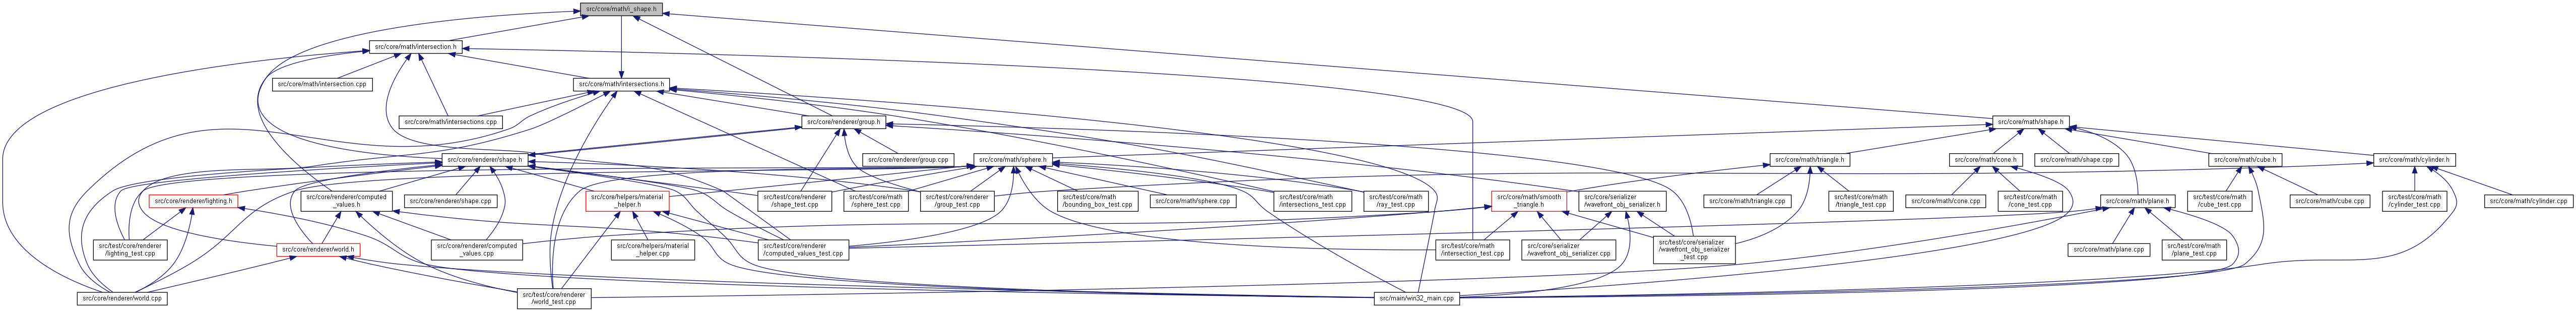 src/core/math/i_shape.h
src/core/math/intersection.h
src/core/math/intersection.cpp
src/core/math/intersections.h
src/core/math/intersections.cpp
src/core/renderer/group.h
src/core/math/shape.h
src/core/renderer/shape.h
src/core/renderer/group.cpp
src/core/math/sphere.h
src/core/math/triangle.h
src/core/math/cone.h
src/core/math/shape.cpp
src/core/math/cube.h
src/core/math/cylinder.h
src/core/renderer/lighting.h
src/core/renderer/computed
_values.h
src/core/renderer/shape.cpp
src/core/helpers/material
_helper.h
src/test/core/renderer
/shape_test.cpp
src/test/core/math
/sphere_test.cpp
src/test/core/renderer
/group_test.cpp
src/test/core/math
/bounding_box_test.cpp
src/core/math/sphere.cpp
src/test/core/math
/intersections_test.cpp
src/test/core/math
/ray_test.cpp
src/core/math/smooth
_triangle.h
src/core/serializer
/wavefront_obj_serializer.h
src/core/math/triangle.cpp
src/test/core/math
/triangle_test.cpp
src/core/math/cone.cpp
src/test/core/math
/cone_test.cpp
src/core/math/plane.h
src/test/core/math
/cube_test.cpp
src/core/math/cube.cpp
src/test/core/math
/cylinder_test.cpp
src/core/math/cylinder.cpp
src/test/core/renderer
/lighting_test.cpp
src/core/renderer/world.h
src/core/renderer/computed
_values.cpp
src/core/helpers/material
_helper.cpp
src/test/core/renderer
/computed_values_test.cpp
src/test/core/math
/intersection_test.cpp
src/core/serializer
/wavefront_obj_serializer.cpp
src/test/core/serializer
/wavefront_obj_serializer
_test.cpp
src/core/math/plane.cpp
src/test/core/math
/plane_test.cpp
src/core/renderer/world.cpp
src/test/core/renderer
/world_test.cpp
src/main/win32_main.cpp